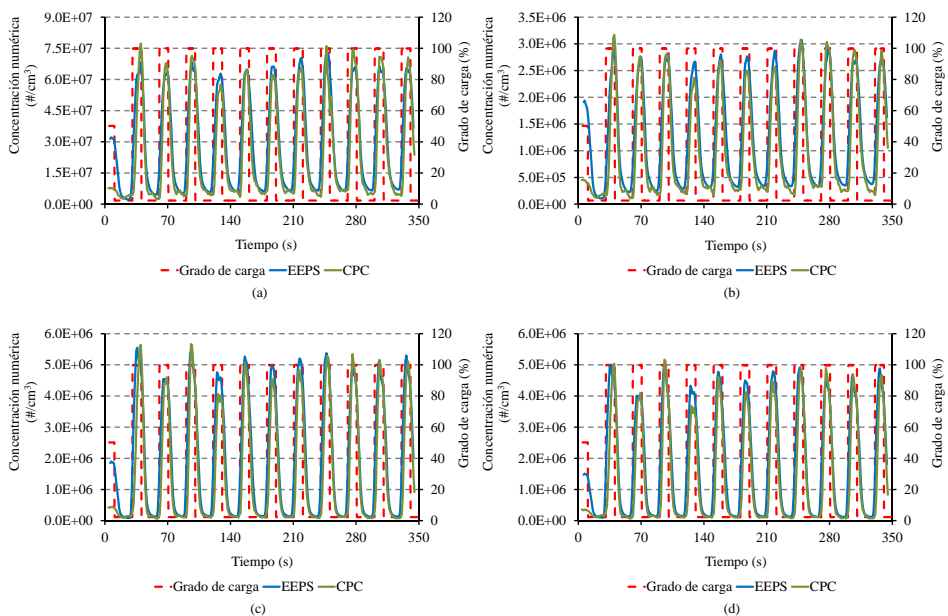 9.0E+07
7.5E+07
6.0E+07
4.5E+07
3.0E+07
1.5E+07
0.0E+00
Concentración numérica
(#/cm³)
120
100
80
60
40
20
0
Grado de carga (%)
0 70 140 210 280 350
Tiempo (s)
Grado de carga EEPS CPC
(a)
3.5E+06
3.0E+06
2.5E+06
2.0E+06
1.5E+06
1.0E+06
5.0E+05
0.0E+00
Concentración numérica
(#/cm³)
120
100
80
60
40
20
0
Grado de carga (%)
0 70 140 210 280 350
Tiempo (s)
Grado de carga EEPS CPC
(b)
6.0E+06
5.0E+06
4.0E+06
3.0E+06
2.0E+06
1.0E+06
0.0E+00
Concentración numérica
(#/cm³)
120
100
80
60
40
20
0
Grado de carga (%)
0 70 140 210 280 350
Tiempo (s)
Grado de carga EEPS CPC
(c)
6.0E+06
5.0E+06
4.0E+06
3.0E+06
2.0E+06
1.0E+06
0.0E+00
Concentración numérica
(#/cm³)
120
100
80
60
40
20
0
Grado de carga (%)
0 70 140 210 280 350
Tiempo (s)
Grado de carga EEPS CPC
(d)